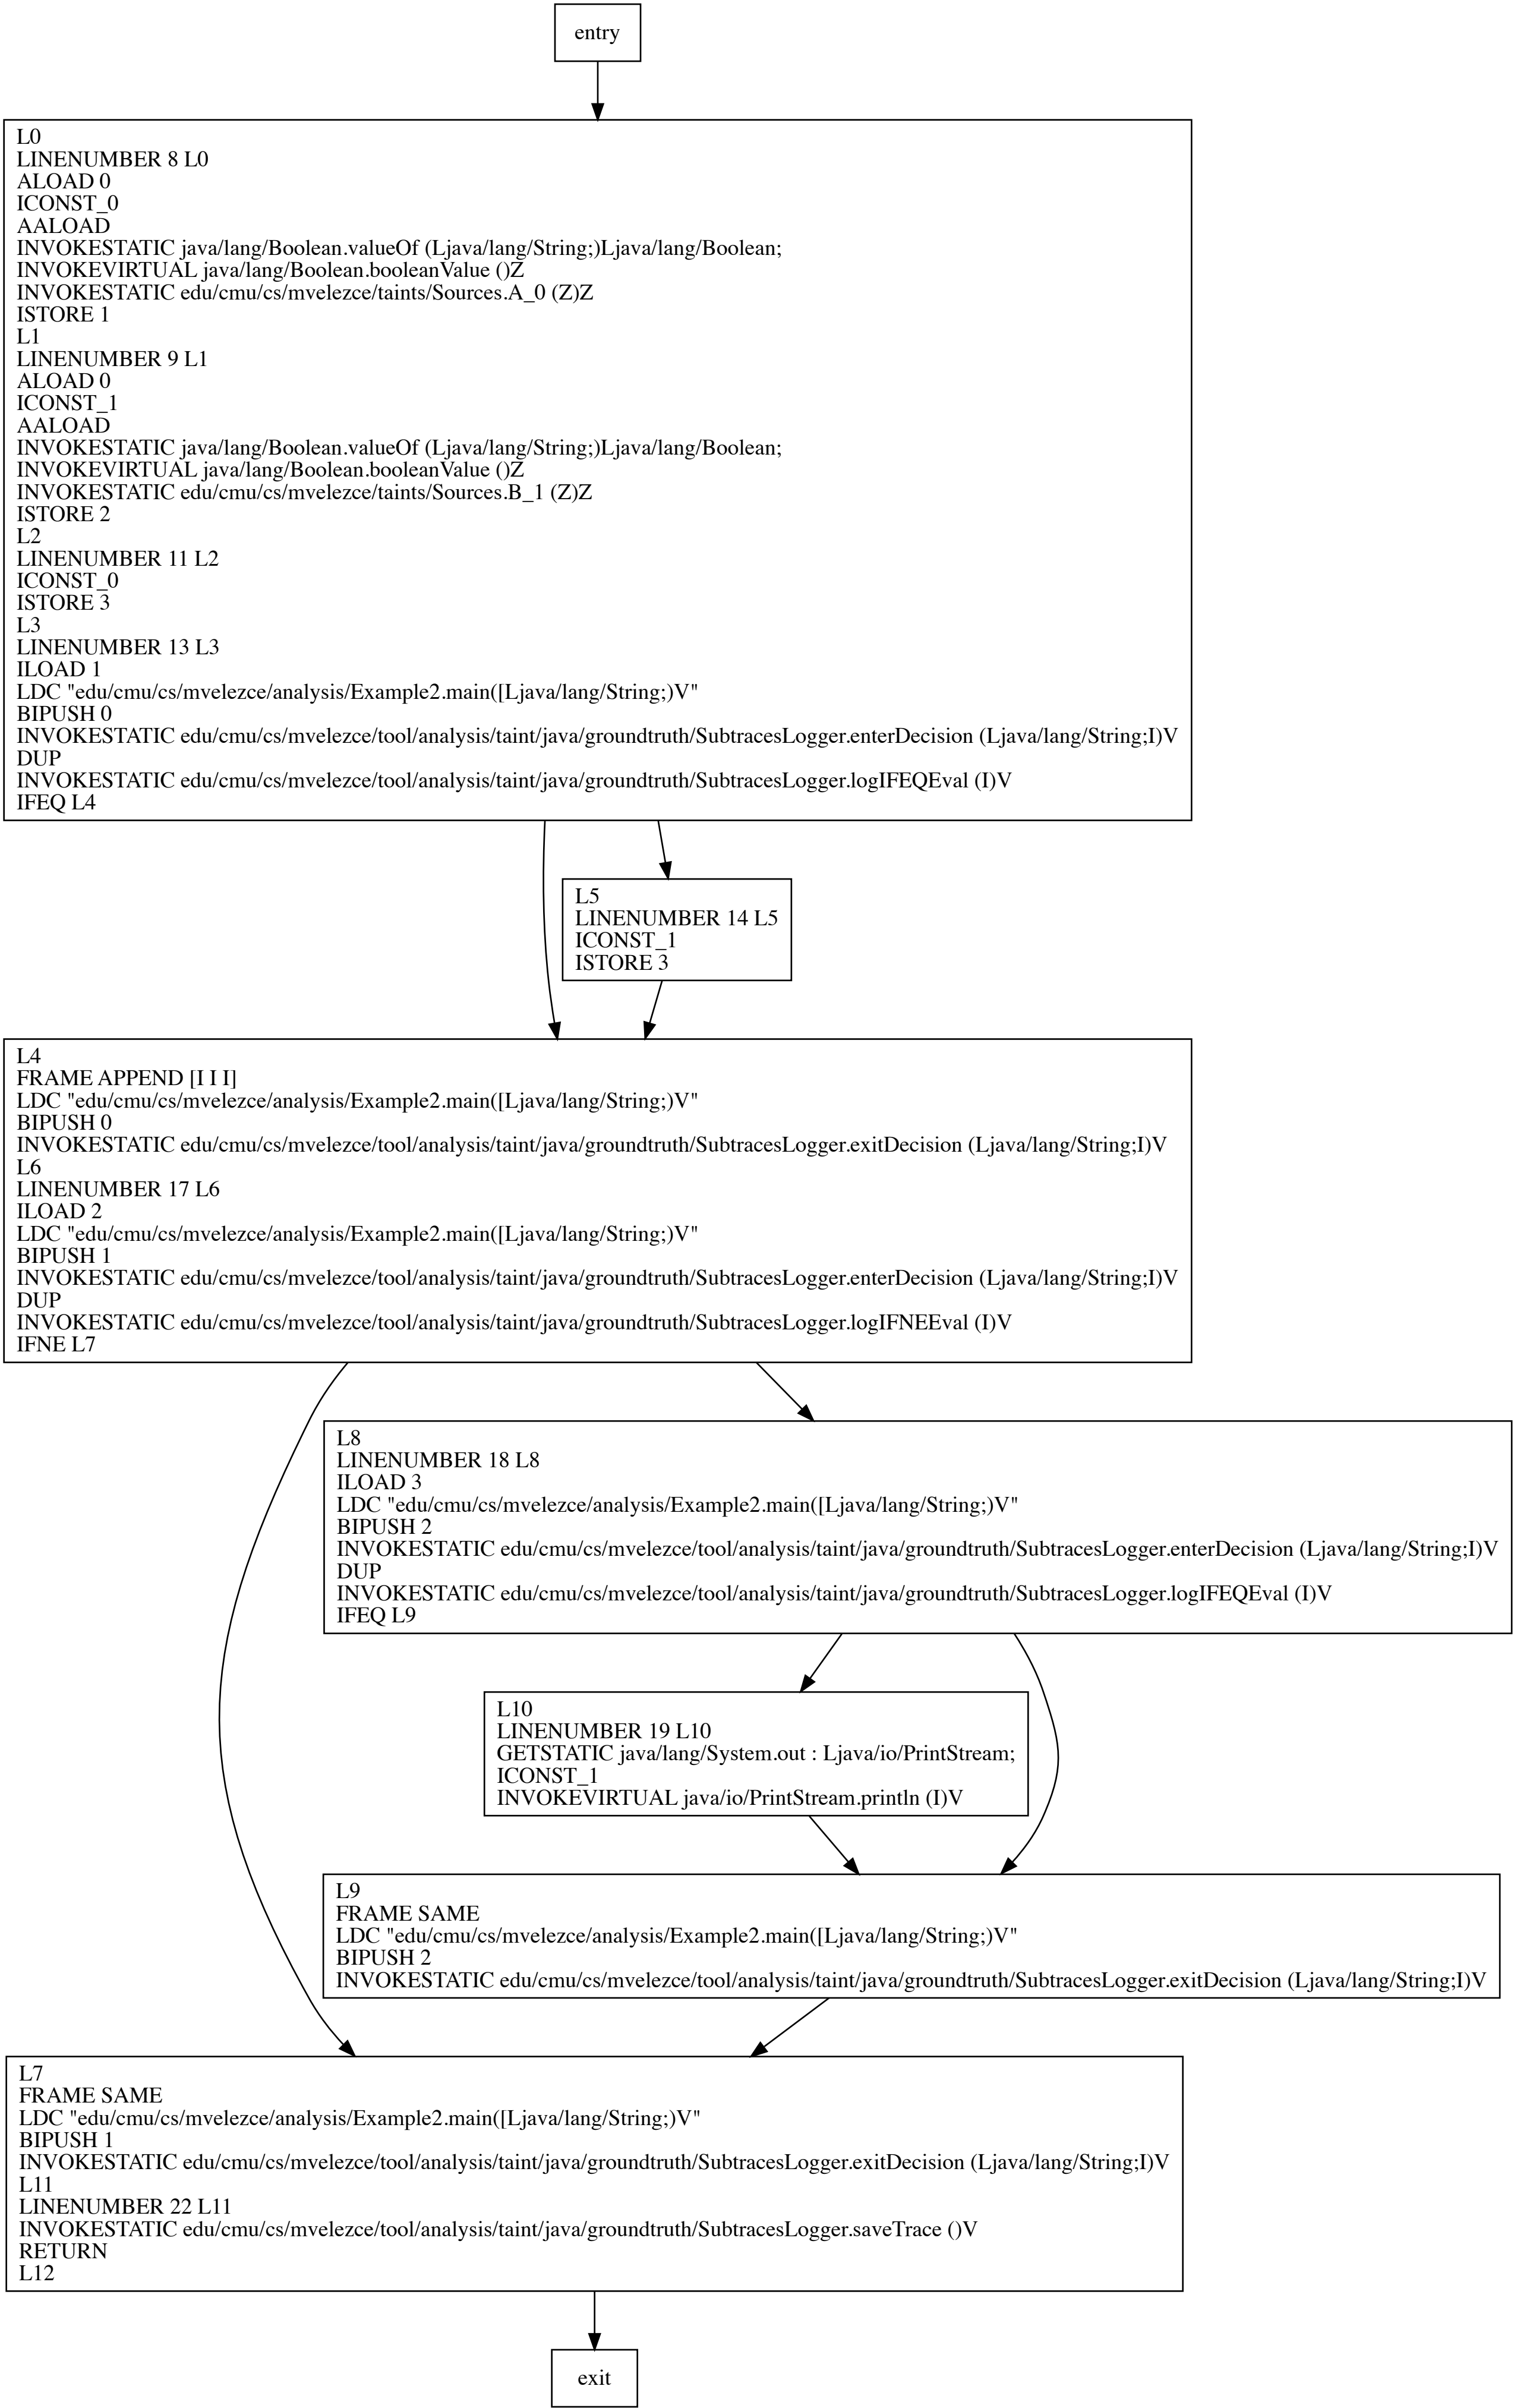 entry
L0
LINENUMBER 8 L0
ALOAD 0
ICONST_0
AALOAD
INVOKESTATIC java/lang/Boolean.valueOf (Ljava/lang/String;)Ljava/lang/Boolean;
INVOKEVIRTUAL java/lang/Boolean.booleanValue ()Z
INVOKESTATIC edu/cmu/cs/mvelezce/taints/Sources.A_0 (Z)Z
ISTORE 1
L1
LINENUMBER 9 L1
ALOAD 0
ICONST_1
AALOAD
INVOKESTATIC java/lang/Boolean.valueOf (Ljava/lang/String;)Ljava/lang/Boolean;
INVOKEVIRTUAL java/lang/Boolean.booleanValue ()Z
INVOKESTATIC edu/cmu/cs/mvelezce/taints/Sources.B_1 (Z)Z
ISTORE 2
L2
LINENUMBER 11 L2
ICONST_0
ISTORE 3
L3
LINENUMBER 13 L3
ILOAD 1
LDC "edu/cmu/cs/mvelezce/analysis/Example2.main([Ljava/lang/String;)V"
BIPUSH 0
INVOKESTATIC edu/cmu/cs/mvelezce/tool/analysis/taint/java/groundtruth/SubtracesLogger.enterDecision (Ljava/lang/String;I)V
DUP
INVOKESTATIC edu/cmu/cs/mvelezce/tool/analysis/taint/java/groundtruth/SubtracesLogger.logIFEQEval (I)V
IFEQ L4
L5
LINENUMBER 14 L5
ICONST_1
ISTORE 3
L4
FRAME APPEND [I I I]
LDC "edu/cmu/cs/mvelezce/analysis/Example2.main([Ljava/lang/String;)V"
BIPUSH 0
INVOKESTATIC edu/cmu/cs/mvelezce/tool/analysis/taint/java/groundtruth/SubtracesLogger.exitDecision (Ljava/lang/String;I)V
L6
LINENUMBER 17 L6
ILOAD 2
LDC "edu/cmu/cs/mvelezce/analysis/Example2.main([Ljava/lang/String;)V"
BIPUSH 1
INVOKESTATIC edu/cmu/cs/mvelezce/tool/analysis/taint/java/groundtruth/SubtracesLogger.enterDecision (Ljava/lang/String;I)V
DUP
INVOKESTATIC edu/cmu/cs/mvelezce/tool/analysis/taint/java/groundtruth/SubtracesLogger.logIFNEEval (I)V
IFNE L7
L8
LINENUMBER 18 L8
ILOAD 3
LDC "edu/cmu/cs/mvelezce/analysis/Example2.main([Ljava/lang/String;)V"
BIPUSH 2
INVOKESTATIC edu/cmu/cs/mvelezce/tool/analysis/taint/java/groundtruth/SubtracesLogger.enterDecision (Ljava/lang/String;I)V
DUP
INVOKESTATIC edu/cmu/cs/mvelezce/tool/analysis/taint/java/groundtruth/SubtracesLogger.logIFEQEval (I)V
IFEQ L9
L10
LINENUMBER 19 L10
GETSTATIC java/lang/System.out : Ljava/io/PrintStream;
ICONST_1
INVOKEVIRTUAL java/io/PrintStream.println (I)V
L9
FRAME SAME
LDC "edu/cmu/cs/mvelezce/analysis/Example2.main([Ljava/lang/String;)V"
BIPUSH 2
INVOKESTATIC edu/cmu/cs/mvelezce/tool/analysis/taint/java/groundtruth/SubtracesLogger.exitDecision (Ljava/lang/String;I)V
L7
FRAME SAME
LDC "edu/cmu/cs/mvelezce/analysis/Example2.main([Ljava/lang/String;)V"
BIPUSH 1
INVOKESTATIC edu/cmu/cs/mvelezce/tool/analysis/taint/java/groundtruth/SubtracesLogger.exitDecision (Ljava/lang/String;I)V
L11
LINENUMBER 22 L11
INVOKESTATIC edu/cmu/cs/mvelezce/tool/analysis/taint/java/groundtruth/SubtracesLogger.saveTrace ()V
RETURN
L12
exit